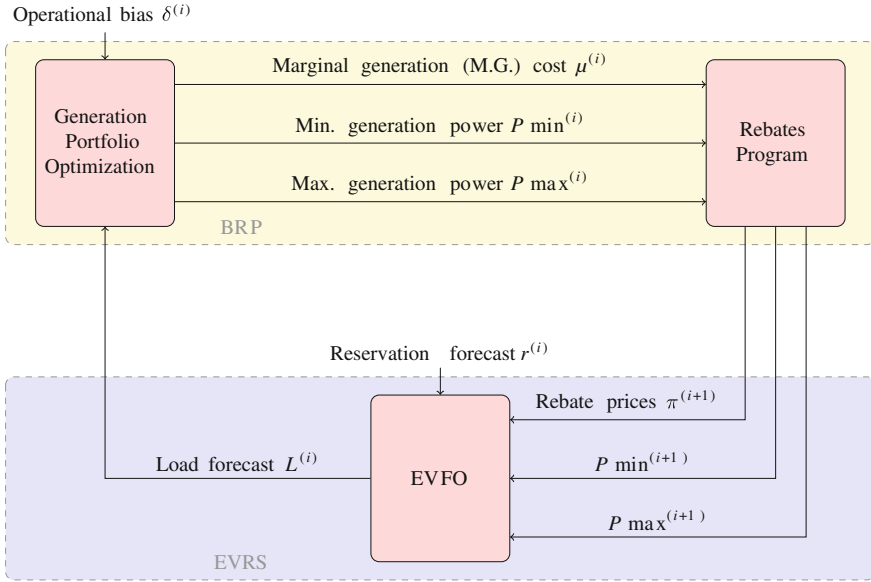 Operational bias δ^(i)
Marginal generation (M.G.) cost μ^(i)
Generation
Portfolio
Optimization
Min. generation power P min^(i)
Rebates
Program
Max. generation power P max^(i)
BRP
Reservation forecast r^(i)
Rebate prices π^(i+1)
Load forecast L^(i)
EVFO
P min^(i+1)
P max^(i+1)
EVRS